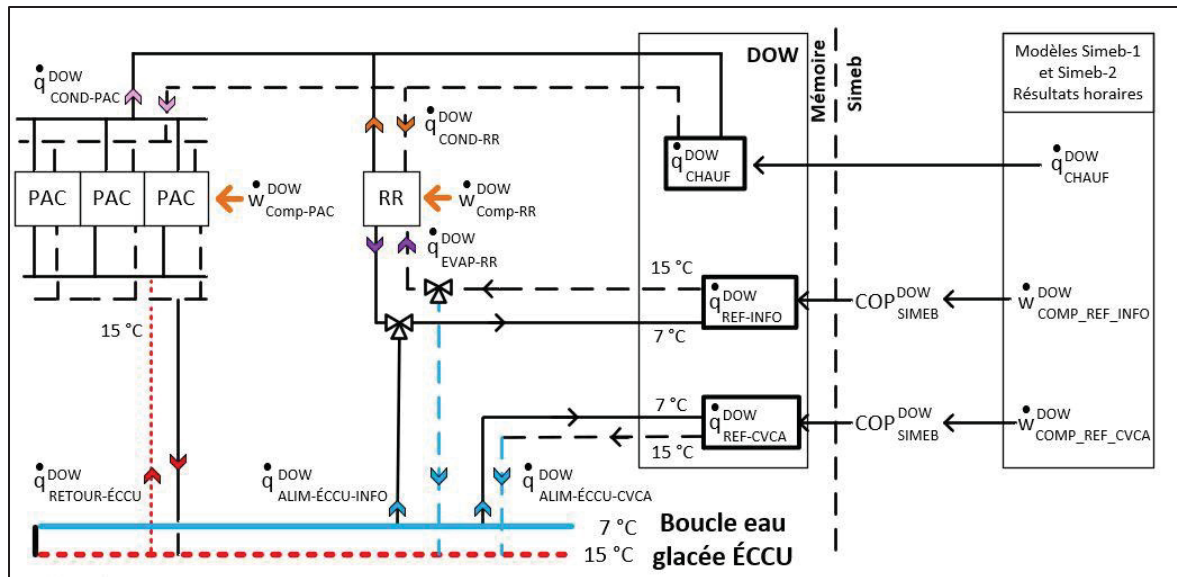 DOW
Mémoire
Simeb
Modèles Simeb-1
et Simeb-2
Résultats horaires
q̇ DOW COND-PAC
q̇ DOW COND-RR
q̇ DOW CHAUF
q̇ DOW CHAUF
PAC
PAC
PAC
ẇ DOW Comp-PAC
RR
ẇ DOW Comp-RR
q̇ DOW EVAP-RR
15 °C
q̇ DOW REF-INFO
COP DOW SIMEB
ẇ DOW COMP_REF_INFO
15 °C
7 °C
7 °C
q̇ DOW REF-CVCA
COP DOW SIMEB
ẇ DOW COMP_REF_CVCA
15 °C
q̇ DOW RETOUR-ÉCCU
q̇ DOW ALIM-ÉCCU-INFO
q̇ DOW ALIM-ÉCCU-CVCA
7 °C
15 °C
Boucle eau
glacée ÉCCU